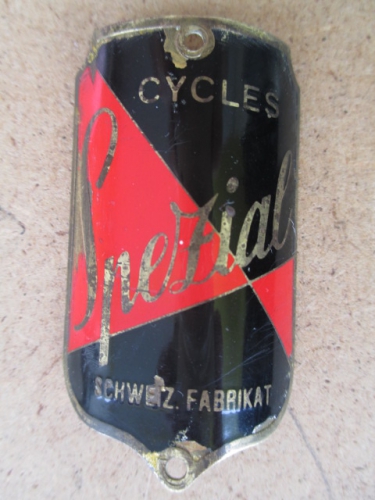 CYCLES
Spezial
SCHWEIZ. FABRIKAT